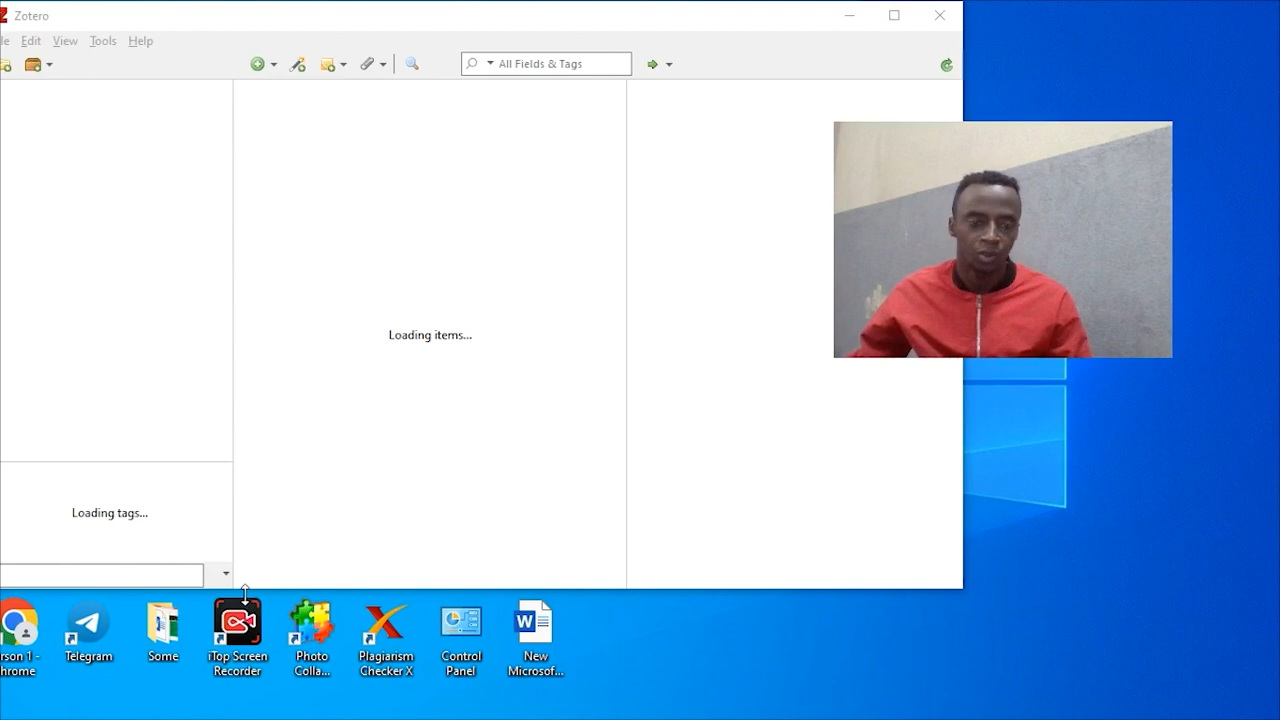 Zotero
le Edit View Tools Help
All Fields & Tags
Loading items...
Loading tags...
rson 1 -
hrome
Telegram
Some
iTop Screen
Recorder
Photo
Colla...
Plagiarism
Checker X
Control
Panel
New
Microsof...